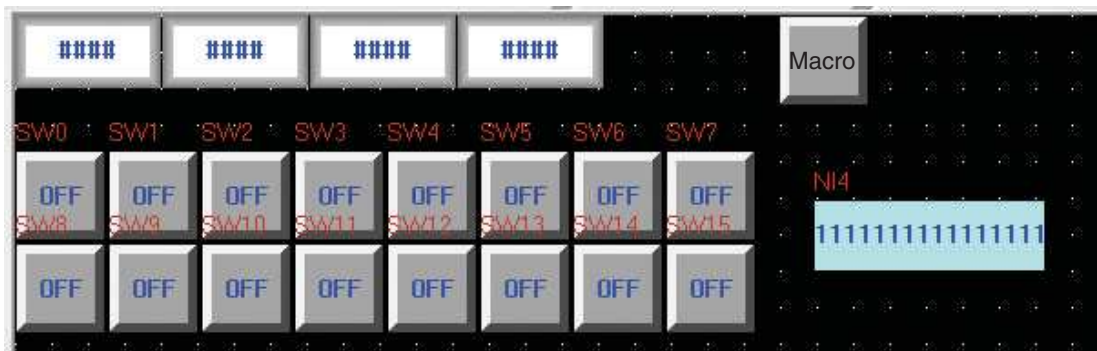 #### #### #### ####
Macro
SW0 SW1 SW2 SW3 SW4 SW5 SW6 SW7
OFF OFF OFF OFF OFF OFF OFF OFF
SW8 SW9 SW10 SW11 SW12 SW13 SW14 SW15
OFF OFF OFF OFF OFF OFF OFF OFF
NI4
1111111111111111